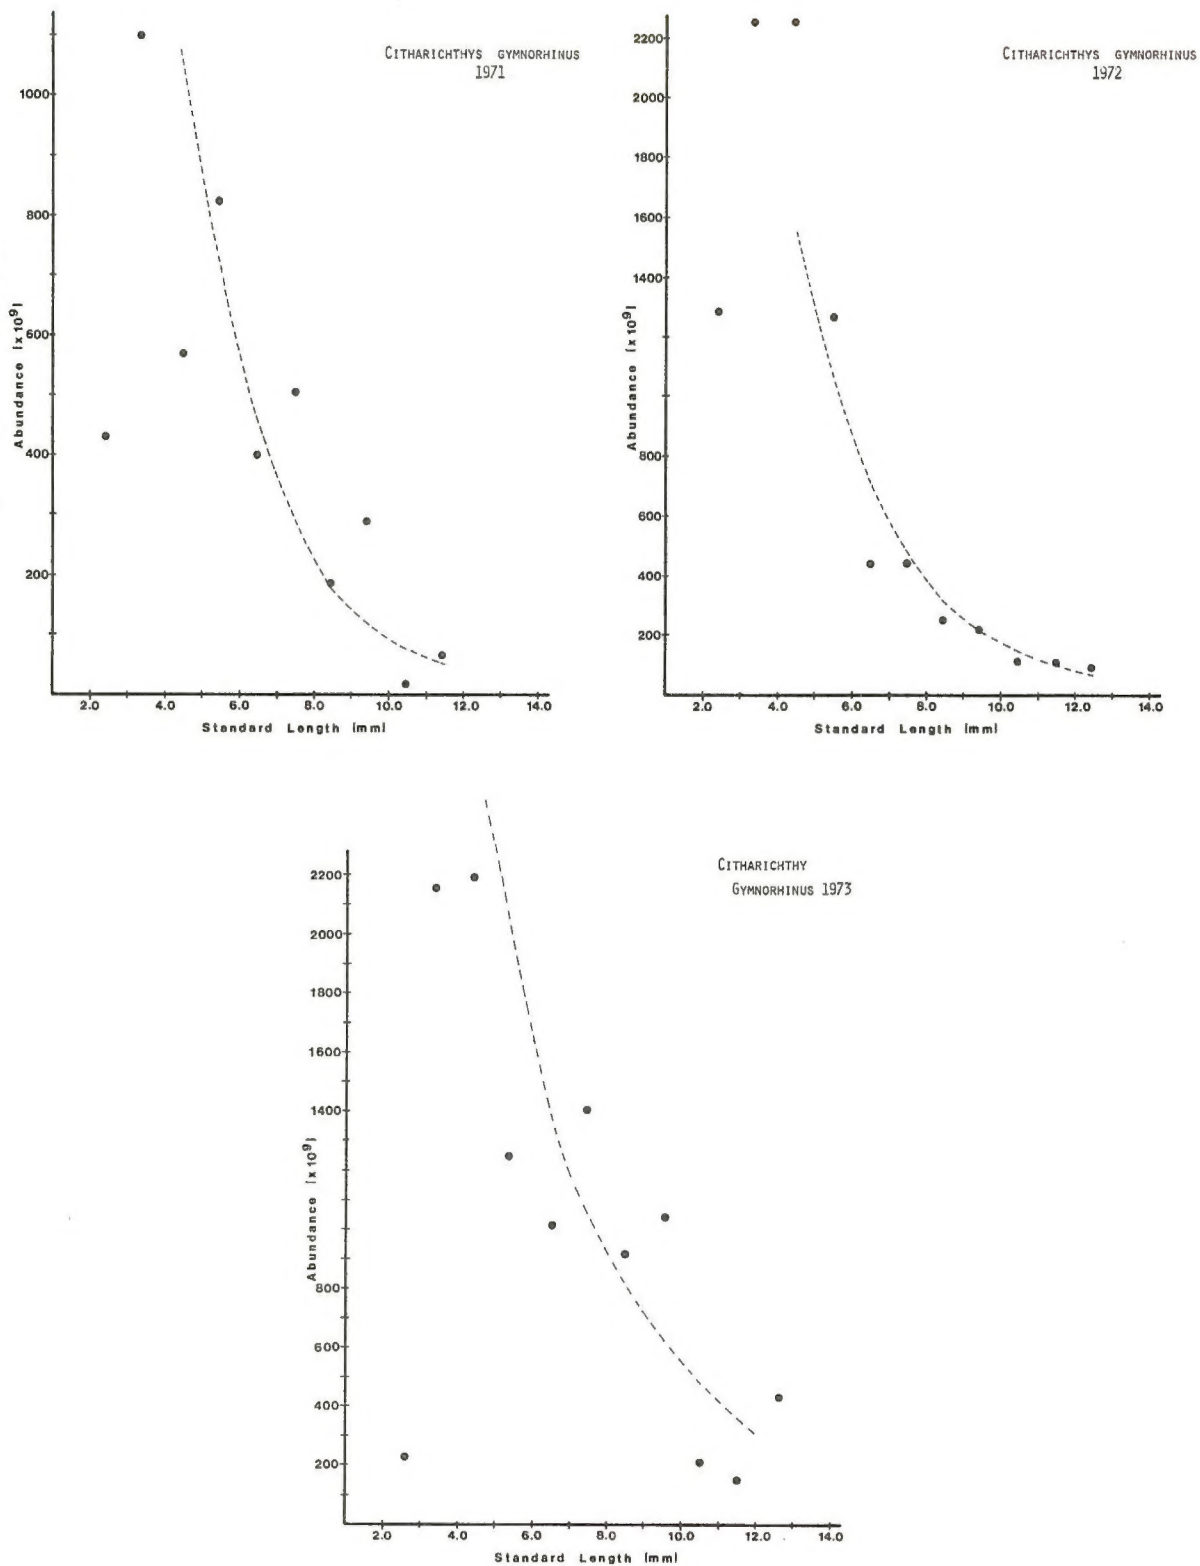 CITHARICHTHYS GYMNORHINUS
1971
1000
800
600
400
200
Abundance [x10⁹]
2.0 4.0 6.0 8.0 10.0 12.0 14.0
Standard Length [mm]
CITHARICHTHYS GYMNORHINUS
1972
2200
2000
1800
1600
1400
800
600
400
200
Abundance [x10⁹]
2.0 4.0 6.0 8.0 10.0 12.0 14.0
Standard Length [mm]
CITHARICHTHY
GYMNORHINUS 1973
2200
2000
1800
1600
1400
800
600
400
200
Abundance [x10⁹]
2.0 4.0 6.0 8.0 10.0 12.0 14.0
Standard Length [mm]